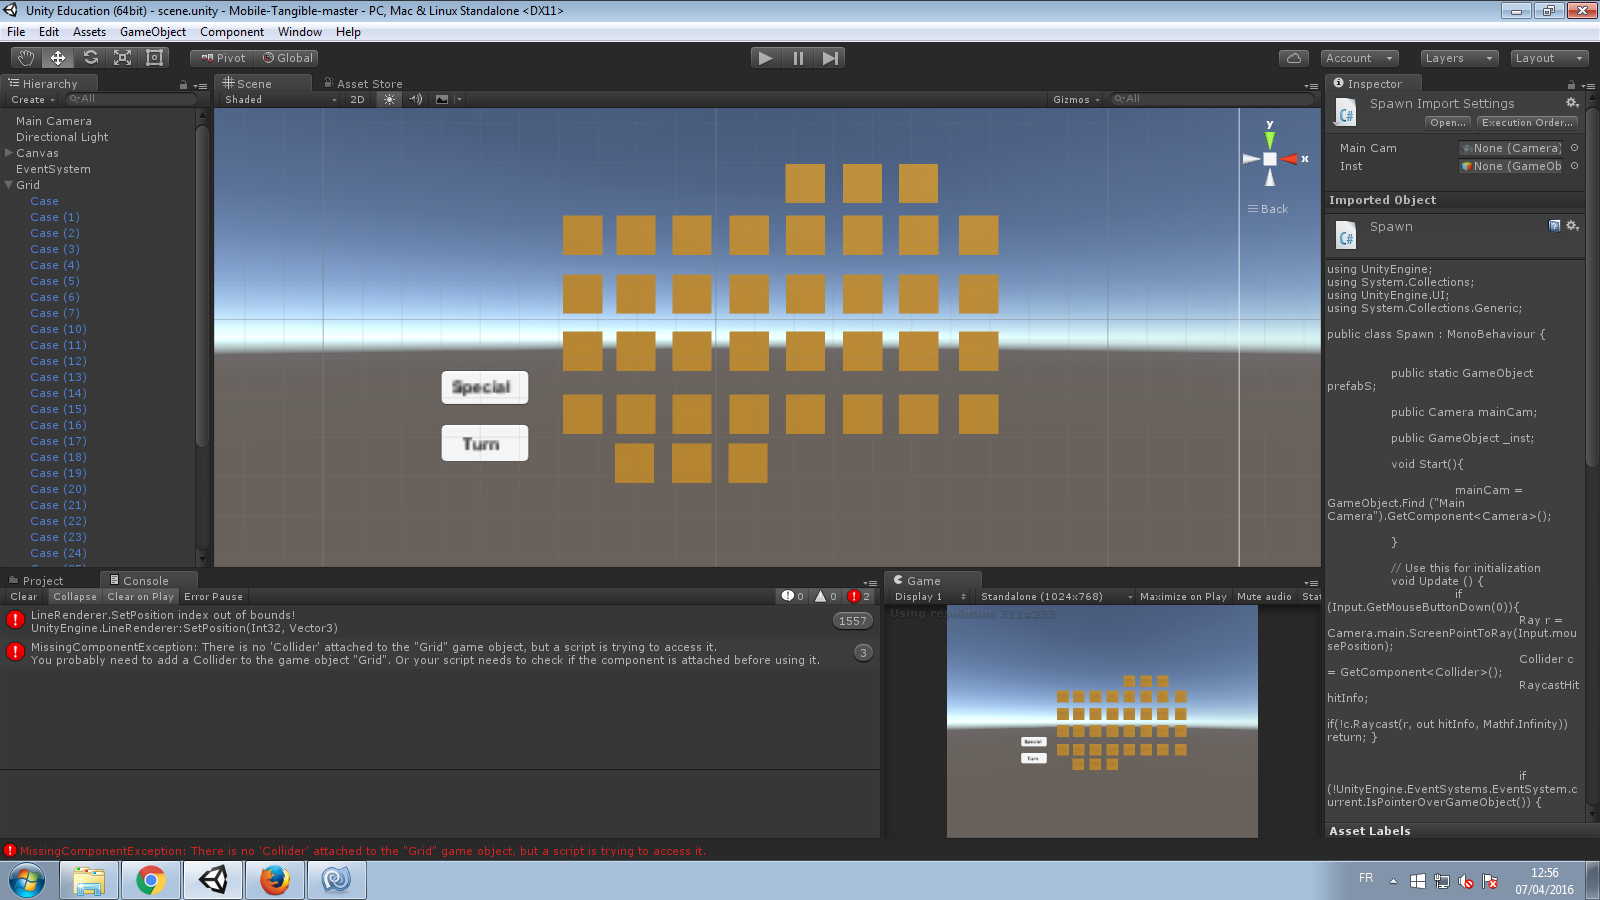 Unity Education (64bit) - scene.unity - Mobile-Tangible-master - PC, Mac & Linux Standalone <DX11>
File Edit Assets GameObject Component Window Help
Pivot Global
Account Layers Layout
Hierarchy
Create All
Main Camera
Directional Light
Canvas
EventSystem
Grid
Case
Case (1)
Case (2)
Case (3)
Case (4)
Case (5)
Case (6)
Case (7)
Case (10)
Case (11)
Case (12)
Case (13)
Case (14)
Case (15)
Case (16)
Case (17)
Case (18)
Case (19)
Case (20)
Case (21)
Case (22)
Case (23)
Case (24)
Scene Asset Store
Shaded 2D Gizmos All
y
x
Back
Special
Turn
Inspector
Spawn Import Settings
Open... Execution Order...
Main Cam None (Camera)
Inst None (GameOb
Imported Object
Spawn
C#
using UnityEngine;
using System.Collections;
using UnityEngine.UI;
using System.Collections.Generic;
public class Spawn : MonoBehaviour {
public static GameObject
prefabS;
public Camera mainCam;
public GameObject _inst;
void Start(){
mainCam =
GameObject.Find ("Main
Camera").GetComponent<Camera>();
}
// Use this for initialization
void Update () {
if
(Input.GetMouseButtonDown(0)){
Ray r =
Camera.main.ScreenPointToRay(Input.mou
sePosition);
Collider c
= GetComponent<Collider>();
RaycastHit
hitInfo;
if(!c.Raycast(r, out hitInfo, Mathf.Infinity))
return; }
if
(!UnityEngine.EventSystems.EventSystem.c
urrent.IsPointerOverGameObject()) {
Asset Labels
Project Console
Clear Collapse Clear on Play Error Pause 0 0 2
LineRenderer.SetPosition index out of bounds!
UnityEngine.LineRenderer:SetPosition(Int32, Vector3)
1557
MissingComponentException: There is no 'Collider' attached to the "Grid" game object, but a script is trying to access it.
You probably need to add a Collider to the game object "Grid". Or your script needs to check if the component is attached before using it.
3
Game
Display 1 Standalone (1024x768) Maximize on Play Mute audio Stat
Using resolution 311x233
Special
Turn
MissingComponentException: There is no 'Collider' attached to the "Grid" game object, but a script is trying to access it.
FR
12:56
07/04/2016